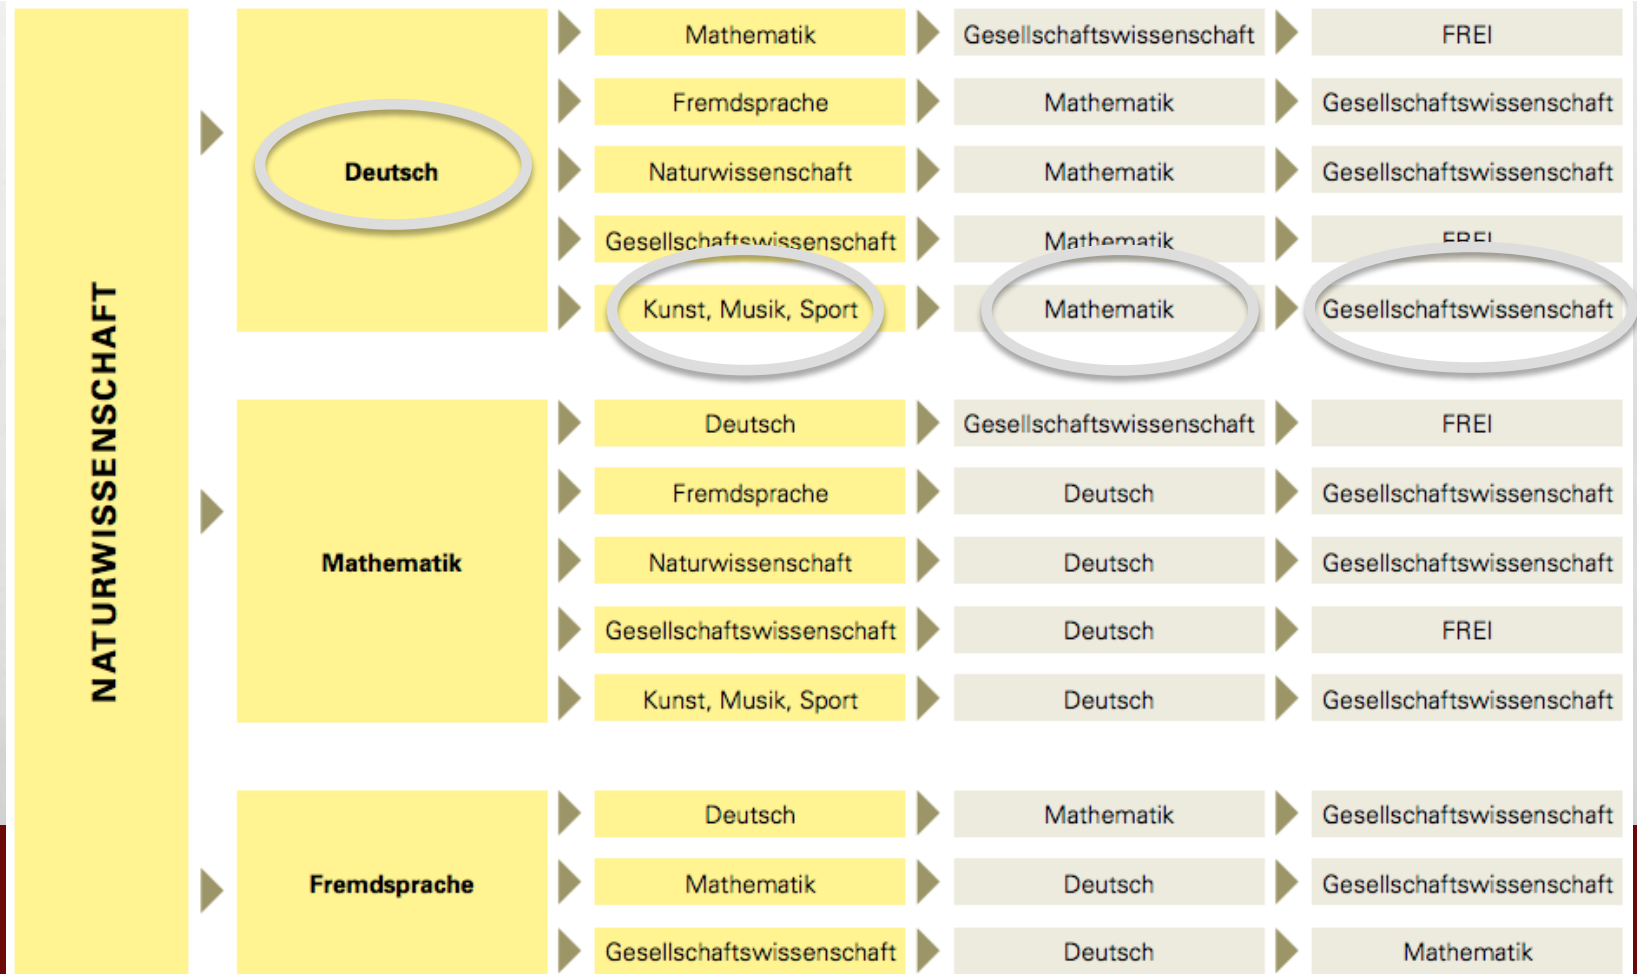 NATURWISSENSCHAFT
Deutsch
Mathematik Gesellschaftswissenschaft FREI
Fremdsprache Mathematik Gesellschaftswissenschaft
Naturwissenschaft Mathematik Gesellschaftswissenschaft
Gesellschaftswissenschaft Mathematik FREI
Kunst, Musik, Sport Mathematik Gesellschaftswissenschaft
Mathematik
Deutsch Gesellschaftswissenschaft FREI
Fremdsprache Deutsch Gesellschaftswissenschaft
Naturwissenschaft Deutsch Gesellschaftswissenschaft
Gesellschaftswissenschaft Deutsch FREI
Kunst, Musik, Sport Deutsch Gesellschaftswissenschaft
Fremdsprache
Deutsch Mathematik Gesellschaftswissenschaft
Mathematik Deutsch Gesellschaftswissenschaft
Gesellschaftswissenschaft Deutsch Mathematik